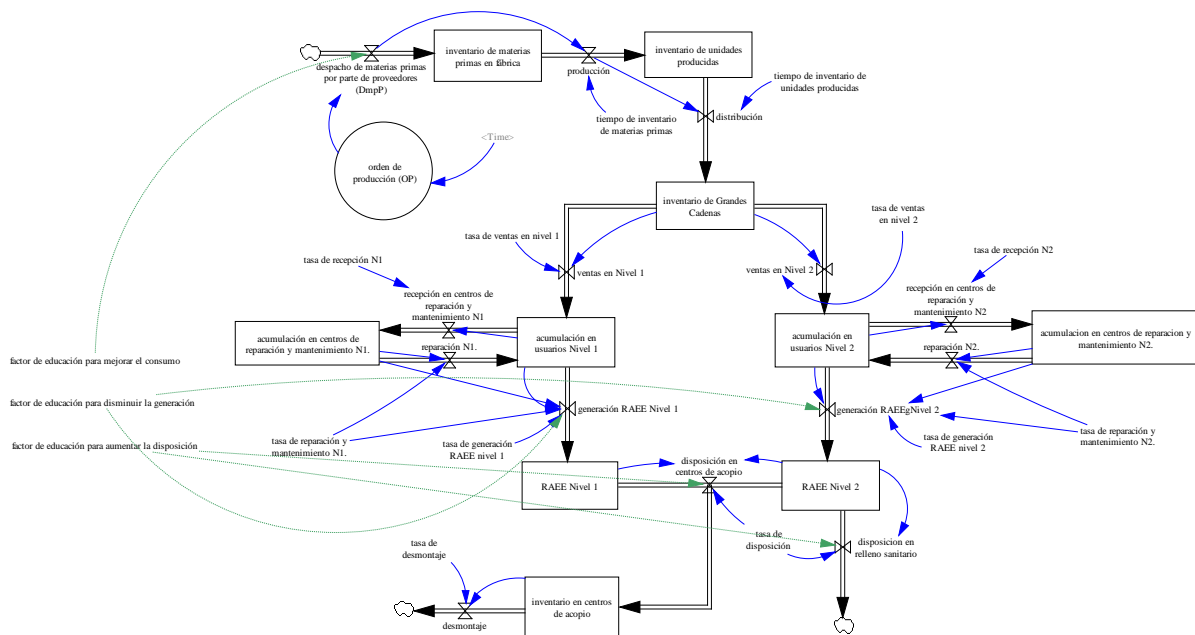 inventario de materias
primas en fábrica
inventario de unidades
producidas
despacho de materias primas
por parte de proveedores
(DmpP)
producción
tiempo de inventario de
unidades producidas
tiempo de inventario
de materias primas
distribución
<Time>
orden de
producción (OP)
inventario de Grandes
Cadenas
tasa de ventas
en nivel 2
tasa de ventas en nivel 1
tasa de recepción N1
ventas en Nivel 1
ventas en Nivel 2
tasa de recepción N2
recepción en centros de
reparación y
mantenimiento N1
recepción en centros de
reparación y
mantenimiento N2
acumulación en centros de
reparación y mantenimiento N1.
acumulación en
usuarios Nivel 1
acumulación en
usuarios Nivel 2
acumulacion en centros de reparacion y
mantenimiento N2.
reparación N1.
reparación N2.
factor de educación para mejorar el consumo
factor de educación para disminuir la generación
generación RAEE Nivel 1
generación RAEEgNivel 2
factor de educación para aumentar la disposición
tasa de reparación y
mantenimiento N1.
tasa de generación
RAEE nivel 1
tasa de generación
RAEE nivel 2
tasa de reparación y
mantenimiento N2.
RAEE Nivel 1
disposición en
centros de acopio
RAEE Nivel 2
tasa de
disposición
disposicion en
relleno sanitario
tasa de
desmontaje
inventario en centros
de acopio
desmontaje